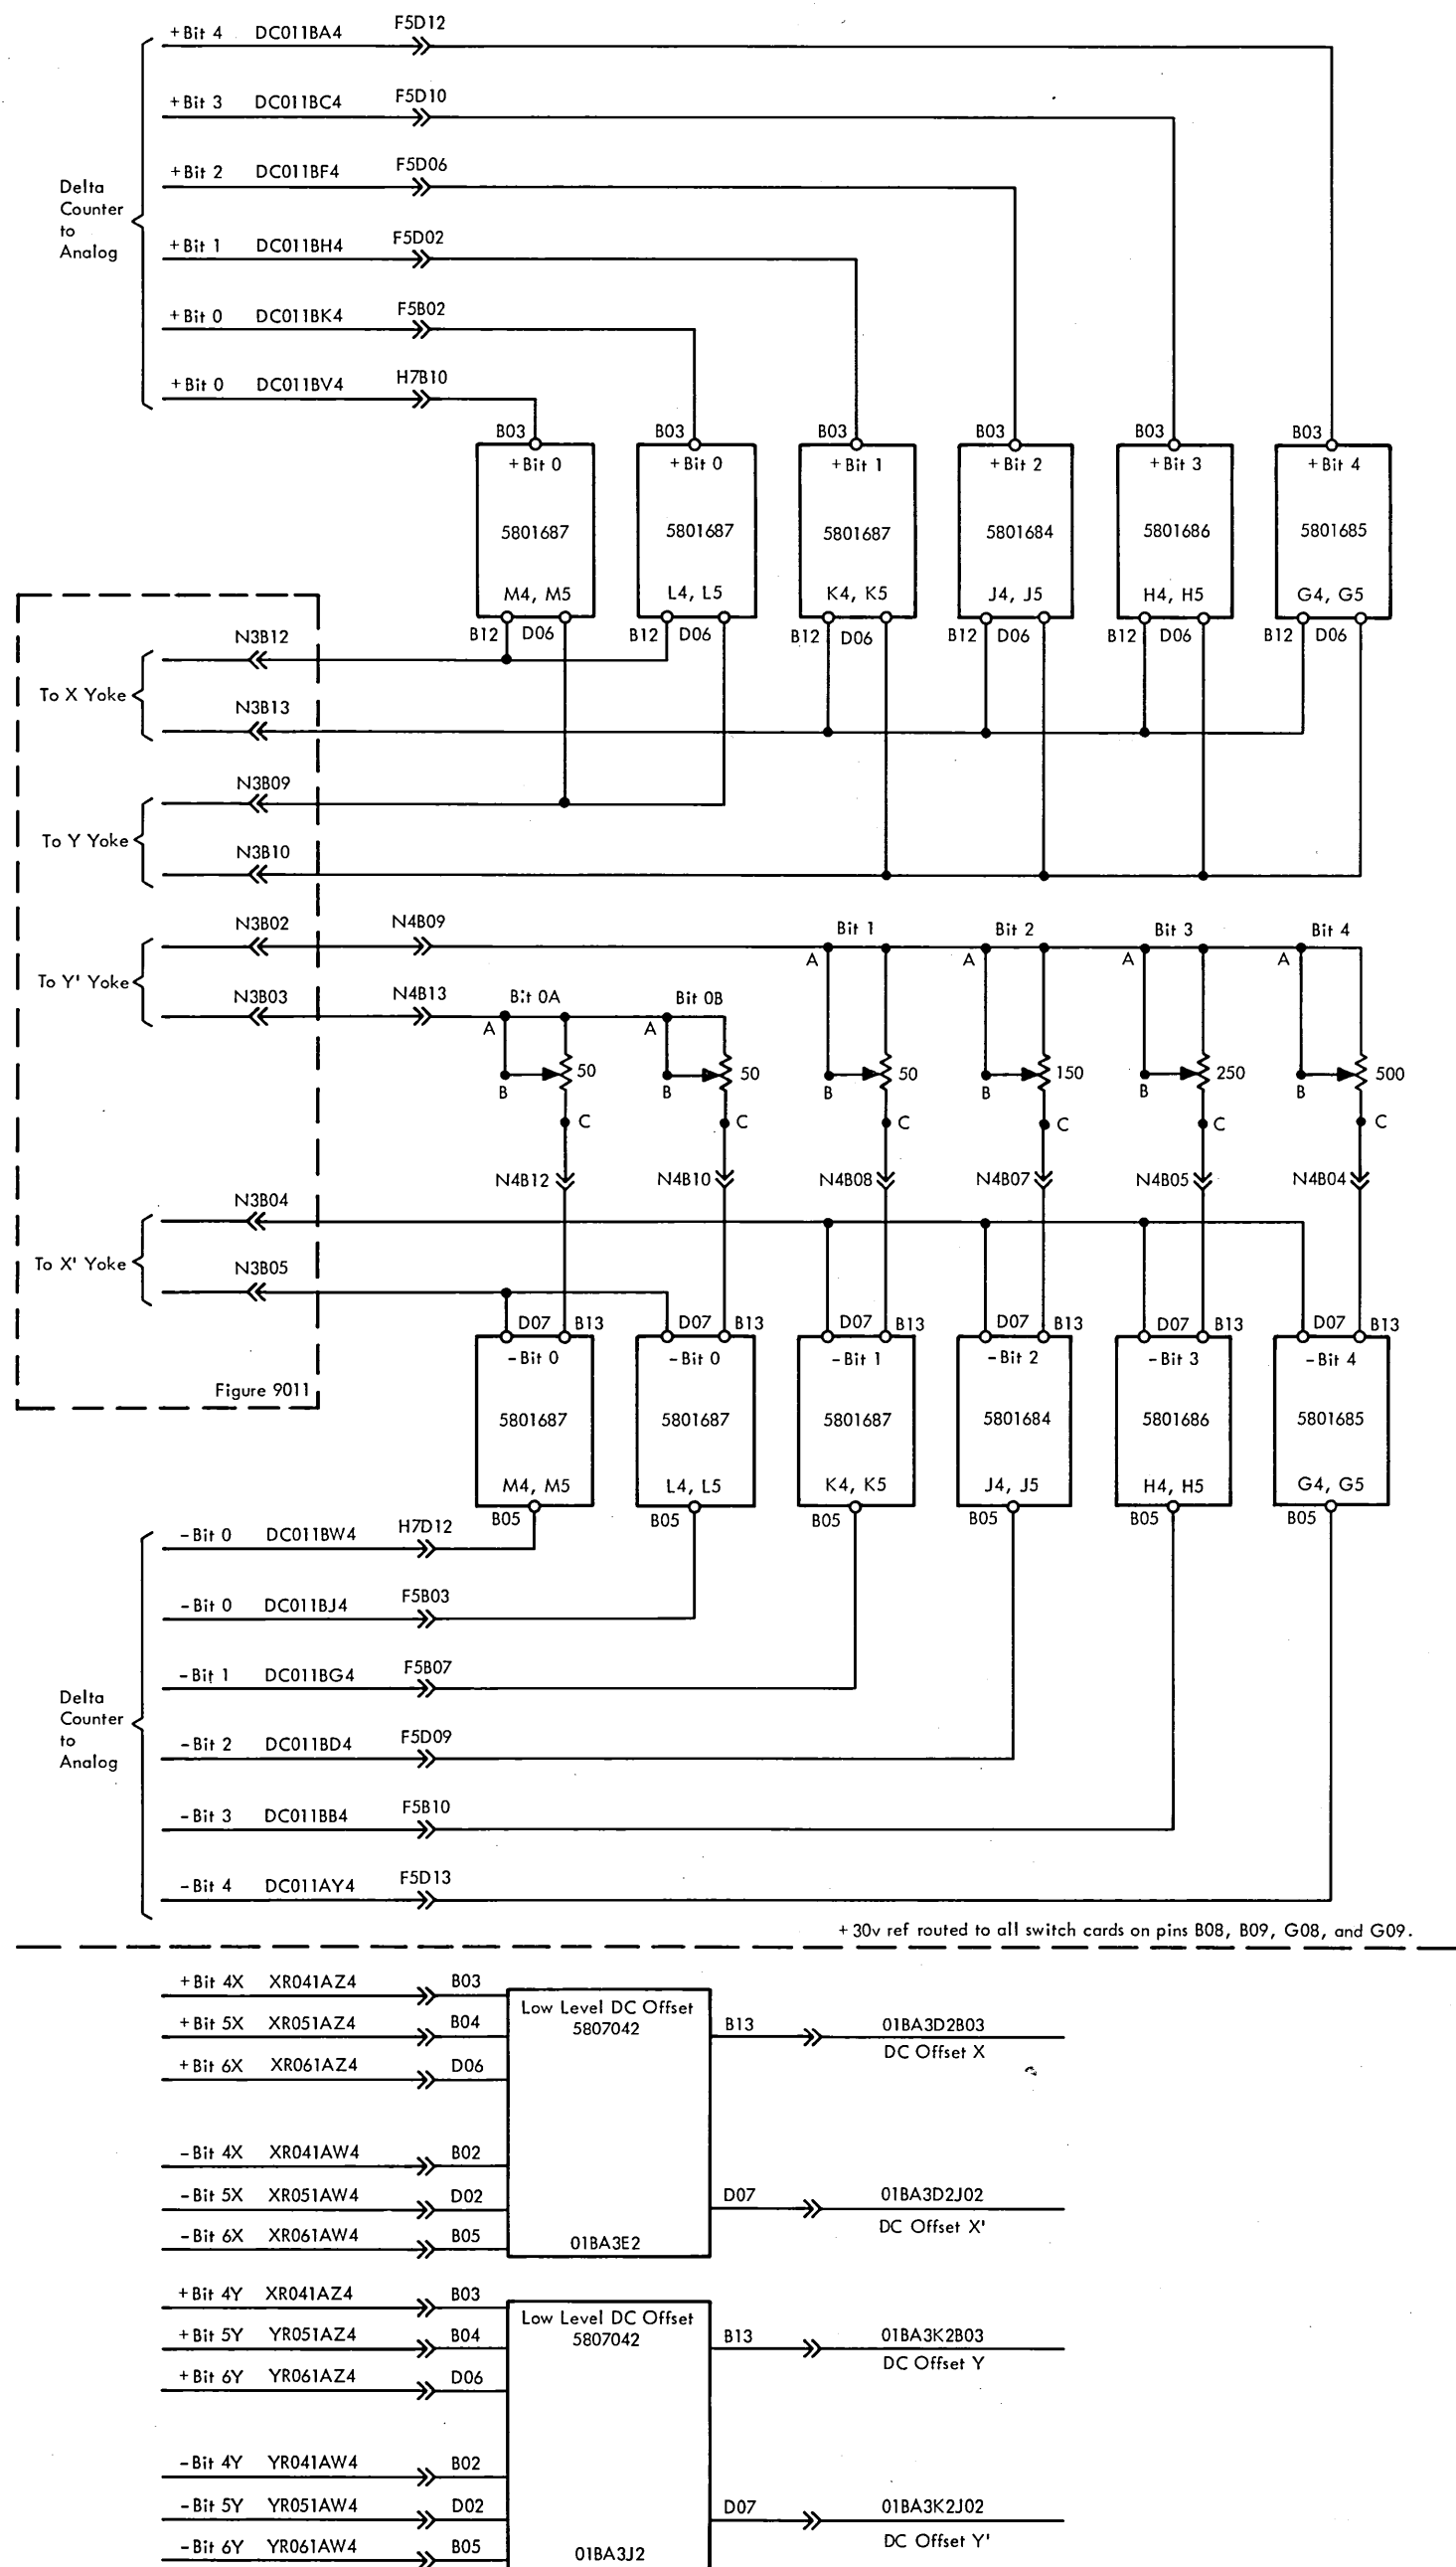 +Bit 4 DC011BA4 F5D12
+Bit 3 DC011BC4 F5D10
+Bit 2 DC011BF4 F5D06
Delta
Counter
to
Analog
+Bit 1 DC011BH4 F5D02
+Bit 0 DC011BK4 F5B02
+Bit 0 DC011BV4 H7B10
B03 B03 B03 B03 B03 B03
+Bit 0 +Bit 0 +Bit 1 +Bit 2 +Bit 3 +Bit 4
5801687 5801687 5801687 5801684 5801686 5801685
M4, M5 L4, L5 K4, K5 J4, J5 H4, H5 G4, G5
B12 D06 B12 D06 B12 D06 B12 D06 B12 D06 B12 D06
N3B12
To X Yoke
N3B13
N3B09
To Y Yoke
N3B10
N3B02 N4B09 Bit 1 Bit 2 Bit 3 Bit 4
A A A A
To Y' Yoke
N3B03 N4B13 Bit 0A Bit 0B
A A
50 50 50 150 250 500
B B B B B B
C C C C C C
N4B12 N4B10 N4B08 N4B07 N4B05 N4B04
N3B04
To X' Yoke
N3B05
D07 B13 D07 B13 D07 B13 D07 B13 D07 B13 D07 B13
-Bit 0 -Bit 0 -Bit 1 -Bit 2 -Bit 3 -Bit 4
Figure 9011
5801687 5801687 5801687 5801684 5801686 5801685
M4, M5 L4, L5 K4, K5 J4, J5 H4, H5 G4, G5
B05 B05 B05 B05 B05 B05
-Bit 0 DC011BW4 H7D12
-Bit 0 DC011BJ4 F5B03
-Bit 1 DC011BG4 F5B07
Delta
Counter
to
Analog
-Bit 2 DC011BD4 F5D09
-Bit 3 DC011BB4 F5B10
-Bit 4 DC011AY4 F5D13
+30v ref routed to all switch cards on pins B08, B09, G08, and G09.
+Bit 4X XR041AZ4 B03
Low Level DC Offset
5807042
+Bit 5X XR051AZ4 B04
B13 01BA3D2B03
DC Offset X
+Bit 6X XR061AZ4 D06
-Bit 4X XR041AW4 B02
-Bit 5X XR051AW4 D02
D07 01BA3D2J02
DC Offset X'
-Bit 6X XR061AW4 B05
01BA3E2
+Bit 4Y XR041AZ4 B03
Low Level DC Offset
5807042
+Bit 5Y YR051AZ4 B04
B13 01BA3K2B03
DC Offset Y
+Bit 6Y YR061AZ4 D06
-Bit 4Y YR041AW4 B02
-Bit 5Y YR051AW4 D02
D07 01BA3K2J02
DC Offset Y'
-Bit 6Y YR061AW4 B05
01BA3J2